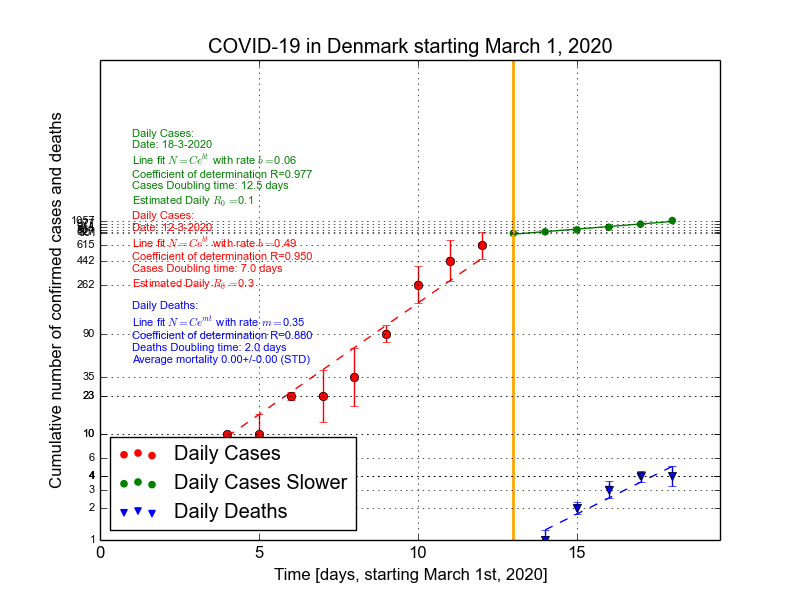 COVID-19 in Denmark starting March 1, 2020
Cumulative number of confirmed cases and deaths
Daily Cases:
Date: 18-3-2020
Line fit N=Ce^{bt} with rate b=0.06
Coefficient of determination R=0.977
Cases Doubling time: 12.5 days
Estimated Daily R_0=0.1
Daily Cases:
Date: 12-3-2020
Line fit N=Ce^{bt} with rate b=0.49
Coefficient of determination R=0.950
Cases Doubling time: 7.0 days
Estimated Daily R_0=0.3
Daily Deaths:
Line fit N=Ce^{mt} with rate m=0.35
Coefficient of determination R=0.880
Deaths Doubling time: 2.0 days
Average mortality 0.00+/-0.00 (STD)
1057
615
442
262
90
35
23
10
6
4
3
2
1
Daily Cases
Daily Cases Slower
Daily Deaths
0 5 10 15
Time [days, starting March 1st, 2020]